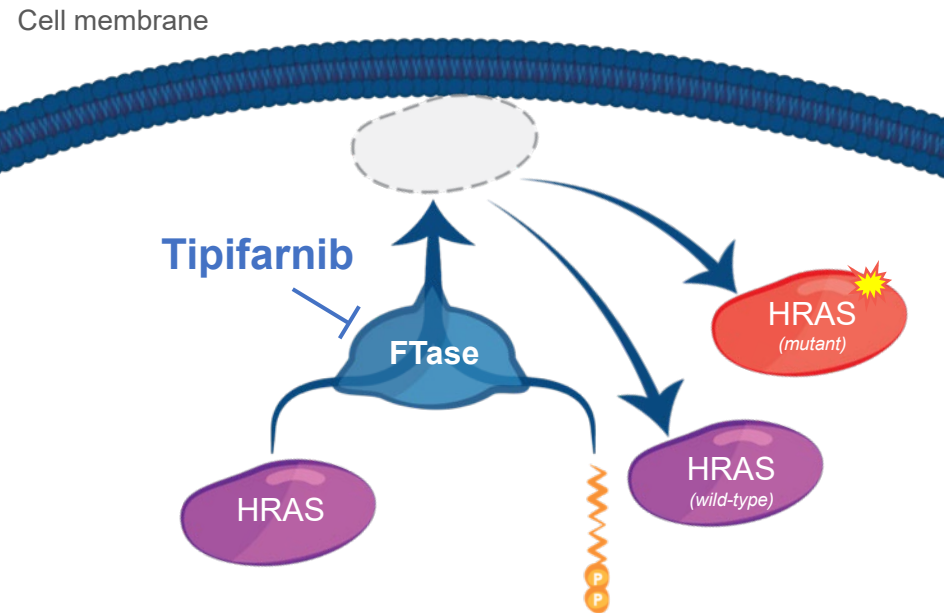 Cell membrane
Tipifarnib
FTase
HRAS
(mutant)
HRAS
(wild-type)
HRAS
P
P